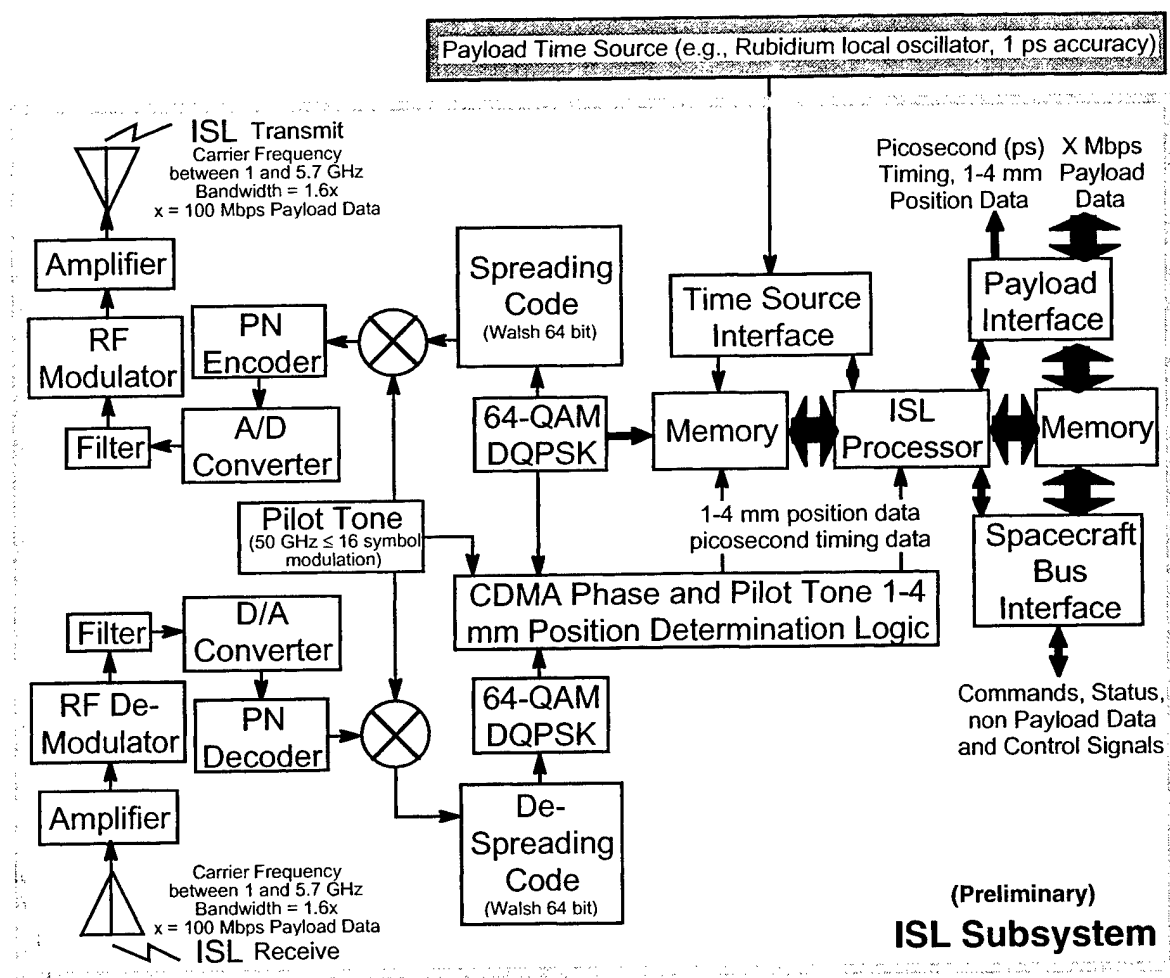 Payload Time Source (e.g., Rubidium local oscillator, 1 ps accuracy)
ISL Transmit
Carrier Frequency
between 1 and 5.7 GHz
Bandwidth = 1.6x
x = 100 Mbps Payload Data
Picosecond (ps)
Timing, 1-4 mm
Position Data
X Mbps
Payload
Data
Amplifier
RF
Modulator
Filter
PN
Encoder
A/D
Converter
Spreading
Code
(Walsh 64 bit)
64-QAM
DQPSK
Time Source
Interface
Payload
Interface
Memory
ISL
Processor
Memory
Pilot Tone
(50 GHz ≤ 16 symbol
modulation)
1-4 mm position data
picosecond timing data
Spacecraft
Bus
Interface
CDMA Phase and Pilot Tone 1-4
mm Position Determination Logic
Filter
D/A
Converter
RF De-
Modulator
PN
Decoder
64-QAM
DQPSK
Commands, Status,
non Payload Data
and Control Signals
Amplifier
De-
Spreading
Code
(Walsh 64 bit)
Carrier Frequency
between 1 and 5.7 GHz
Bandwidth = 1.6x
x = 100 Mbps Payload Data
ISL Receive
(Preliminary)
ISL Subsystem